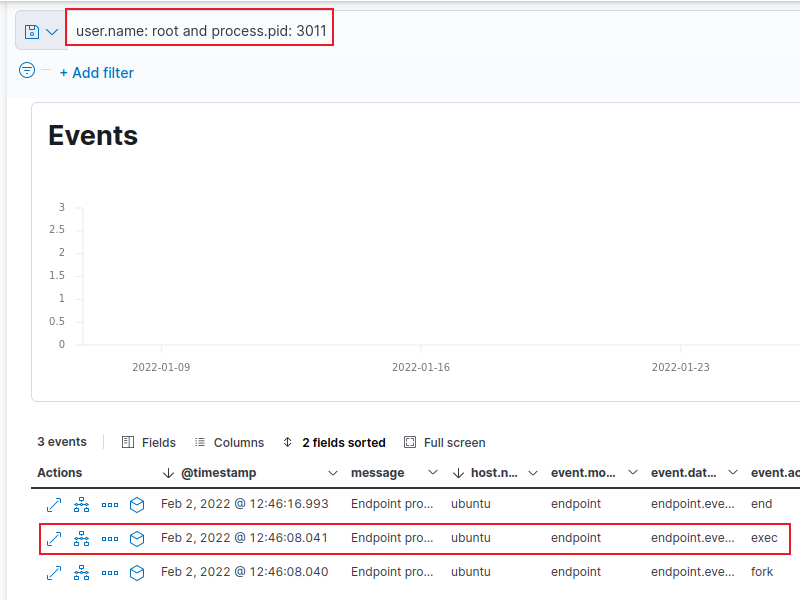 user.name: root and process.pid: 3011
+ Add filter
Events
3
2.5
2
1.5
1
0.5
0
2022-01-09 2022-01-16 2022-01-23
3 events Fields Columns 2 fields sorted Full screen
Actions @timestamp message host.n... event.mo... event.dat... event.ac
Feb 2, 2022 @ 12:46:16.993 Endpoint pro... ubuntu endpoint endpoint.eve... end
Feb 2, 2022 @ 12:46:08.041 Endpoint pro... ubuntu endpoint endpoint.eve... exec
Feb 2, 2022 @ 12:46:08.040 Endpoint pro... ubuntu endpoint endpoint.eve... fork